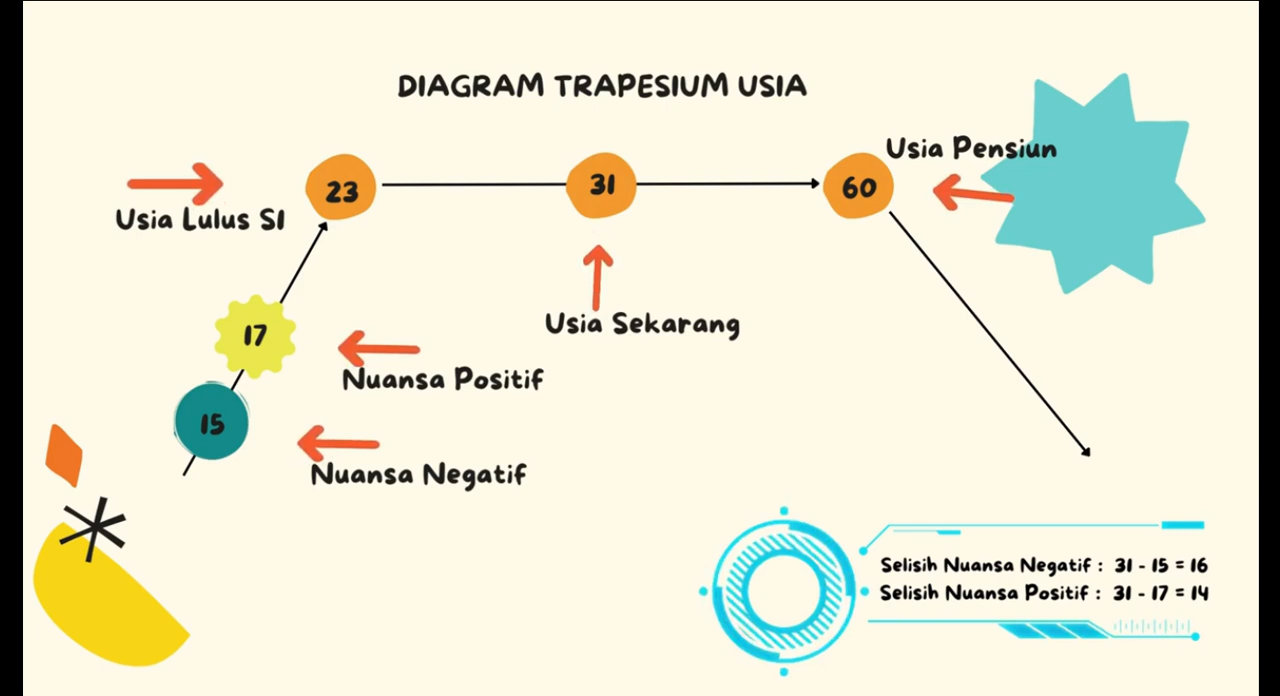 DIAGRAM TRAPESIUM USIA
Usia Pensiun
23
31
60
Usia Lulus S1
Usia Sekarang
17
Nuansa Positif
15
Nuansa Negatif
Selisih Nuansa Negatif : 31 - 15 = 16
Selisih Nuansa Positif : 31 - 17 = 14